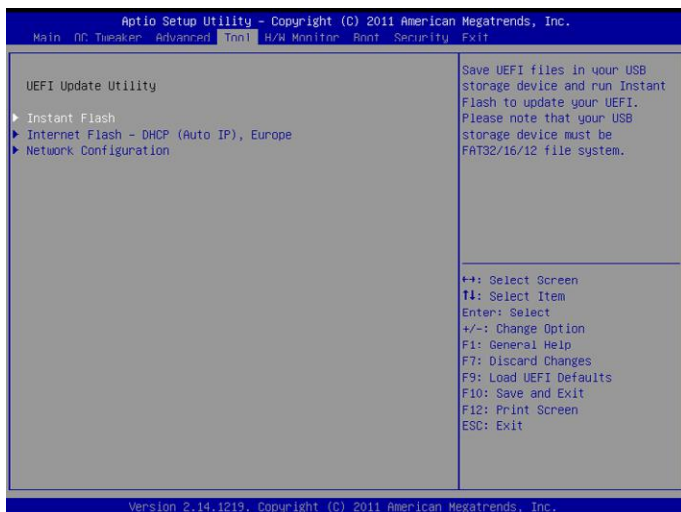 Aptio Setup Utility – Copyright (C) 2011 American Megatrends, Inc.
Main OC Tweaker Advanced Tool H/W Monitor Boot Security Exit
UEFI Update Utility
Instant Flash
Internet Flash - DHCP (Auto IP), Europe
Network Configuration
Save UEFI files in your USB
storage device and run Instant
Flash to update your UEFI.
Please note that your USB
storage device must be
FAT32/16/12 file system.
↔: Select Screen
↑↓: Select Item
Enter: Select
+/-: Change Option
F1: General Help
F7: Discard Changes
F9: Load UEFI Defaults
F10: Save and Exit
F12: Print Screen
ESC: Exit
Version 2.14.1219. Copyright (C) 2011 American Megatrends, Inc.